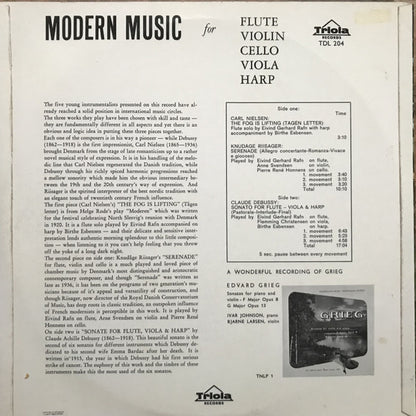 MODERN MUSIC for
FLUTE
VIOLIN
CELLO
VIOLA
HARP
Triola
RECORDS
TDL 204
The five young instrumentalists presented on this record have al-
ready reached a solid position in international music circles.
The three works they play have been chosen with skill and taste —
they are fundamentally different in all aspects and yet there is an
obvious and logic idea in putting them into series together.
Each one of the composers is in his way a pioneer — while Debussy
(1862—1918) is the first impressionist, Carl Nielsen (1865—1936)
brought Denmark from the stage of late romanticism up to a rather
novel musical style of expression. It is in his handling of the melo-
dic line that Carl Nielsen regenerated the Danish tradition, while
Debussy through his richly spiced harmonic progressions reached
a mellow sonority which made him the obvious intermediary be-
tween the 19th and the 20th century's way of expression. And
Riisager is the spirited interpreter of the best nordic tradition with
an elegant touch of twentieth century French influence.
The first piece (Carl Nielsen's) "THE FOG IS LIFTING" (Tågen
letter) is from Helge Rode's play "Moderen" which was written
for the festival celebrating North Slesvig's reunion with Denmark
in 1920. It is a flute solo played by Eivind Rafn accompanied on
harp by Birthe Esbensen — and their delicate and sensitive inter-
pretation lends authentic morning splendour to this little composi-
tion — when listening to it you can't help feeling that you throw
off the yoke of a long dark night.
The second piece on side one: Knudåge Riisager's "SERENADE"
for flute, violin and cello is a much played and loved piece of
chamber music by Denmark's most distinguished and aristocratic
contemporary composer, and though "Serenade" was written as
late as 1936, it has been on the programs of two generation's mu-
sicians because of it's appeal and versatility of construction, and
though Riisager, now director of the Royal Danish Conservatorium
of Music, has deep roots in classic tradition, an outspoken influence
of French modernists is perceptible in this work. It is played by
Eivind Rafn on flute, Arne Svendsen on violin and Pierre René
Honnens on cello.
On side two is "SONATE FOR FLUTE, VIOLA & HARP" by
Claude Achille Debussy (1862—1918). This beautiful sonata is the
second of six sonatas for different instruments which Debussy de-
dicated to his second wife Emma Bardac after her death. It is
written in 1915, the year in which Debussy had his first serious
strike of cancer. The euphony of this work and the timbre of these
instruments make this the most used of the six sonatas.
Side one: Time
CARL NIELSEN:
THE FOG IS LIFTING (TAGEN LETTER)
Flute solo by Eivind Gerhard Rafn with harp
accompaniment by Birthe Esbensen. 3:10
KNUDAGE RIISAGER:
SERENADE (Allegro concertante-Romanza-Vivace
e giocoso)
Played by Eivind Gerhard Rafn on flute,
Arne Svendsen on violin,
Pierre René Honnens on cello.
1. movement 3:40
2. movement 3:10
3. movement 3:20
Total 10:10
Side two:
CLAUDE DEBUSSY:
SONATO FOR FLUTE - VIOLA & HARP
(Pastorale-Interlude-Final)
Played by Eivind Gerhard Rafn on flute,
Flemming Christensen on viola,
Birthe Esbensen on harp.
1. movement 6:43
2. movement 5:23
3. movement 4:58
Total 17:04
5 sec. pause between every movement
A WONDERFUL RECORDING OF GRIEG
EDVARD GRIEG
Sonatas for piano and
violin - F Major Opus 8
G Major Opus 13
IVAR JOHNSEN, piano
BJARNE LARSEN, violin
TNLP 1
GRIEG
Triola
RECORDS